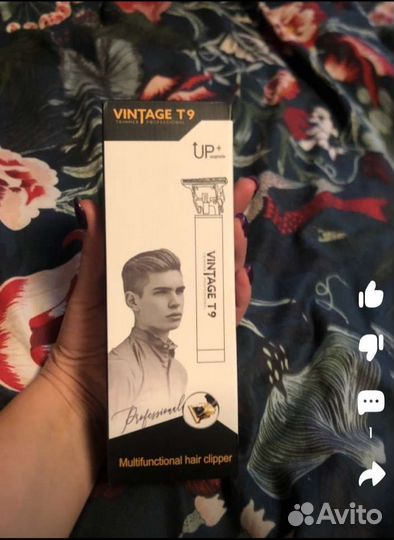 VINTAGE T9
TRIMMER PROFESSIONAL
UP+
upgrade
VINTAGE T9
Professional
Multifunctional hair clipper
Avito